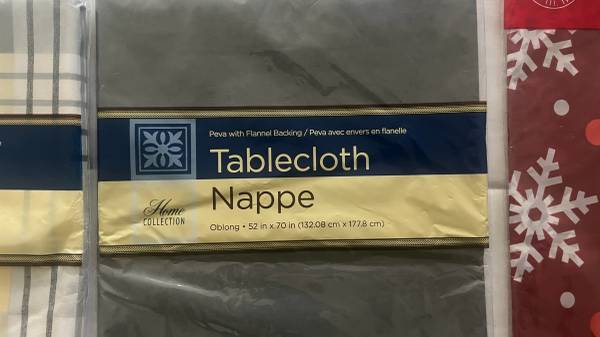 Peva with Flannel Backing / Peva avec envers en flanelle
Tablecloth
Nappe
Home
COLLECTION
Oblong • 52 in x 70 in (132.08 cm x 177.8 cm)